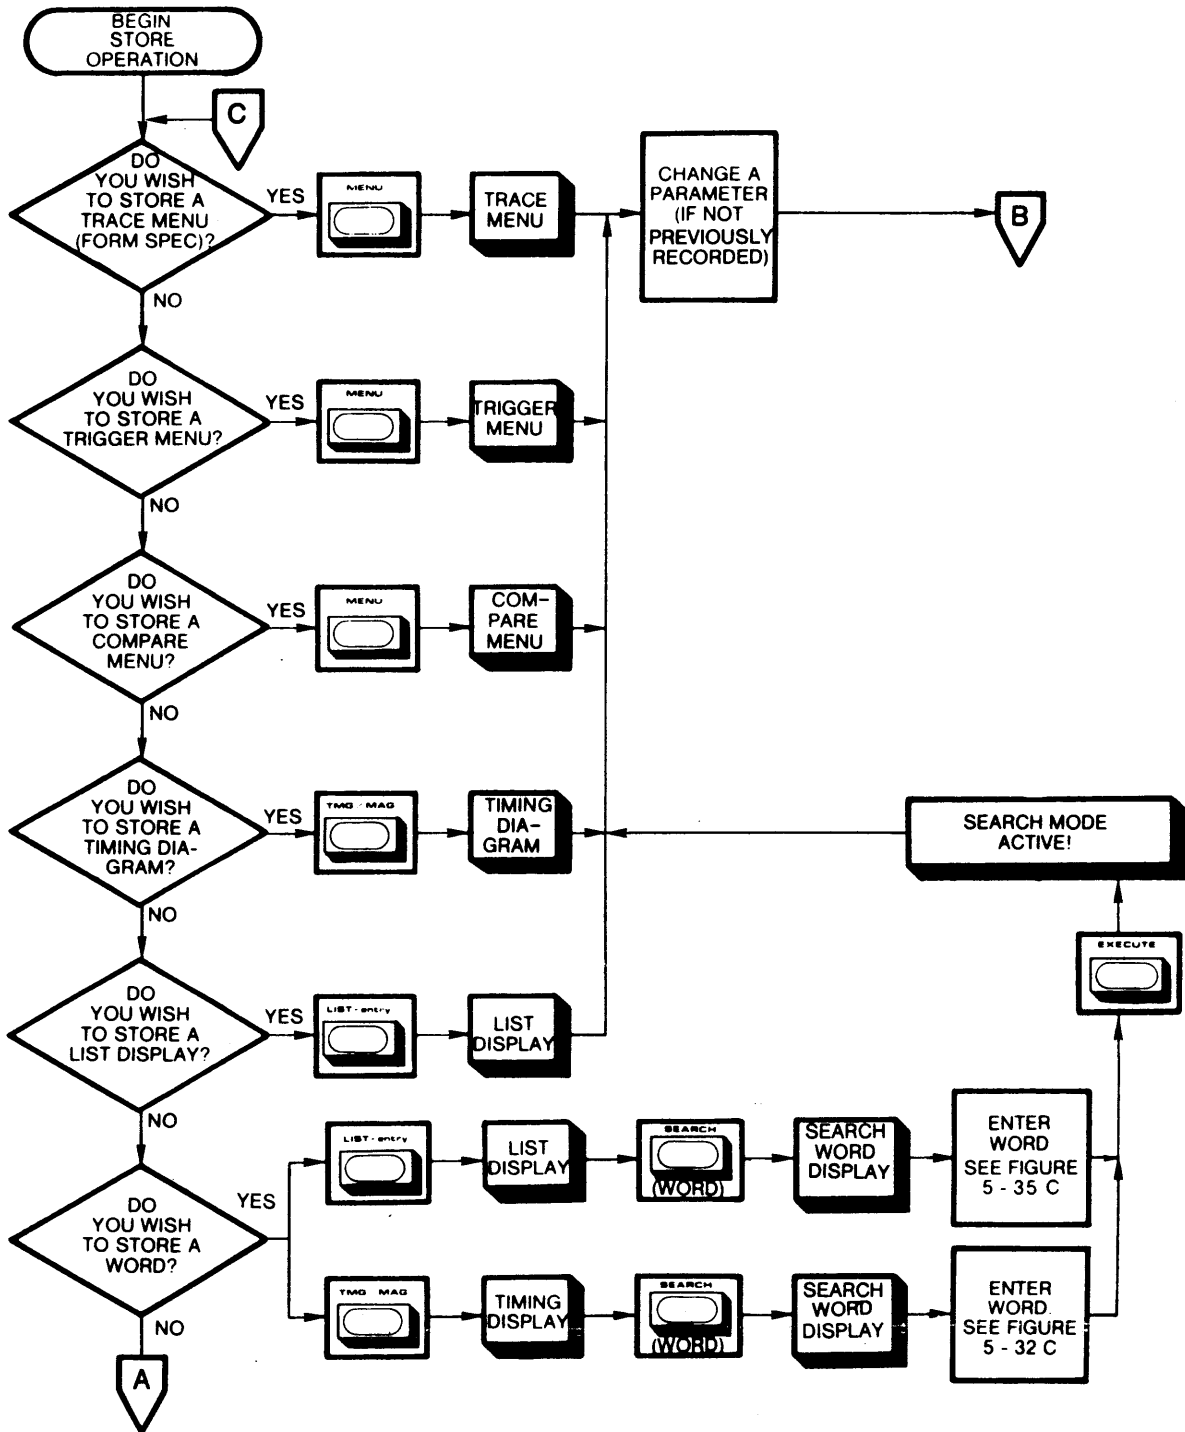 BEGIN
STORE
OPERATION
C
DO
YOU WISH
TO STORE A
TRACE MENU
(FORM SPEC)?
YES
MENU
TRACE
MENU
CHANGE A
PARAMETER
(IF NOT
PREVIOUSLY
RECORDED)
B
NO
DO
YOU WISH
TO STORE A
TRIGGER MENU?
YES
MENU
TRIGGER
MENU
NO
DO
YOU WISH
TO STORE A
COMPARE
MENU?
YES
MENU
COM-
PARE
MENU
NO
DO
YOU WISH
TO STORE A
TIMING DIA-
GRAM?
YES
TMG / MAG
TIMING
DIA-
GRAM
SEARCH MODE
ACTIVE!
EXECUTE
NO
DO
YOU WISH
TO STORE A
LIST DISPLAY?
YES
LIST - entry
LIST
DISPLAY
NO
DO
YOU WISH
TO STORE A
WORD?
YES
LIST - entry
LIST
DISPLAY
SEARCH
(WORD)
SEARCH
WORD
DISPLAY
ENTER
WORD
SEE FIGURE
5 - 35 C
TMG MAG
TIMING
DISPLAY
SEARCH
(WORD)
SEARCH
WORD
DISPLAY
ENTER
WORD.
SEE FIGURE
5 - 32 C
NO
A